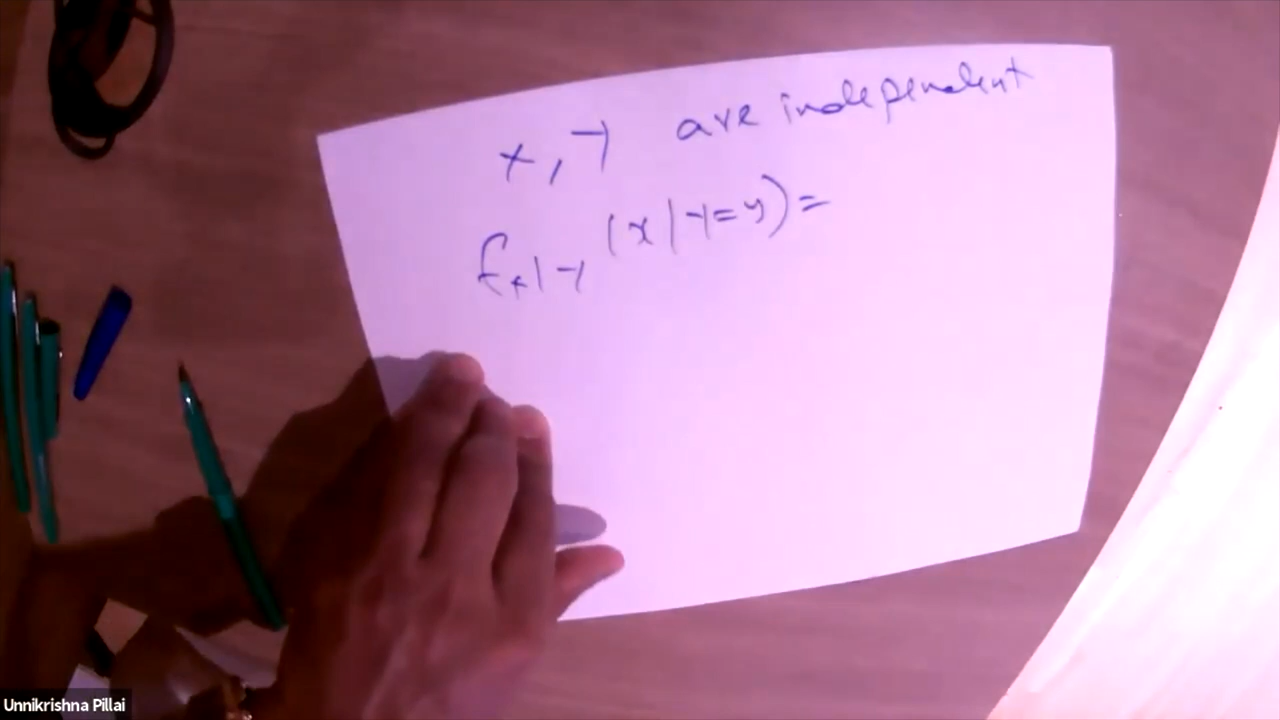 x, Y are independent
f_{x|Y}(x|Y=y)=
Unnikrishna Pillai